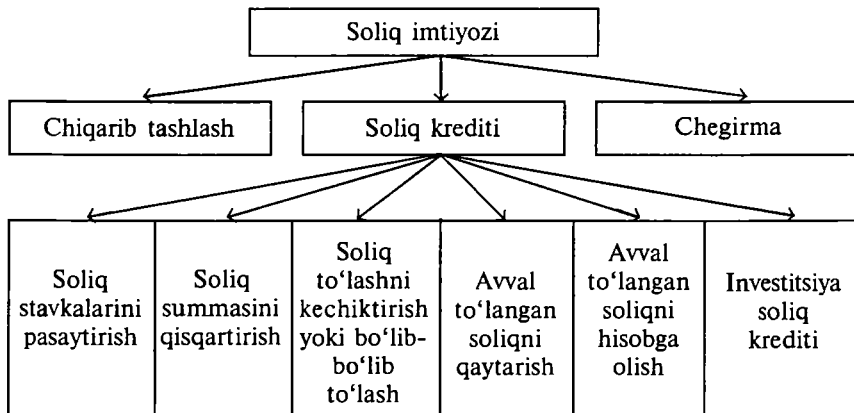 Soliq imtiyozi
Chiqarib tashlash
Soliq krediti
Chegirma
Soliq
stavkalarini
pasaytirish
Soliq
summasini
qisqartirish
Soliq
to‘lashni
kechiktirish
yoki bo‘lib-
bo‘lib
to‘lash
Avval
to‘langan
soliqni
qaytarish
Avval
to‘langan
soliqni
hisobga
olish
Investitsiya
soliq
krediti